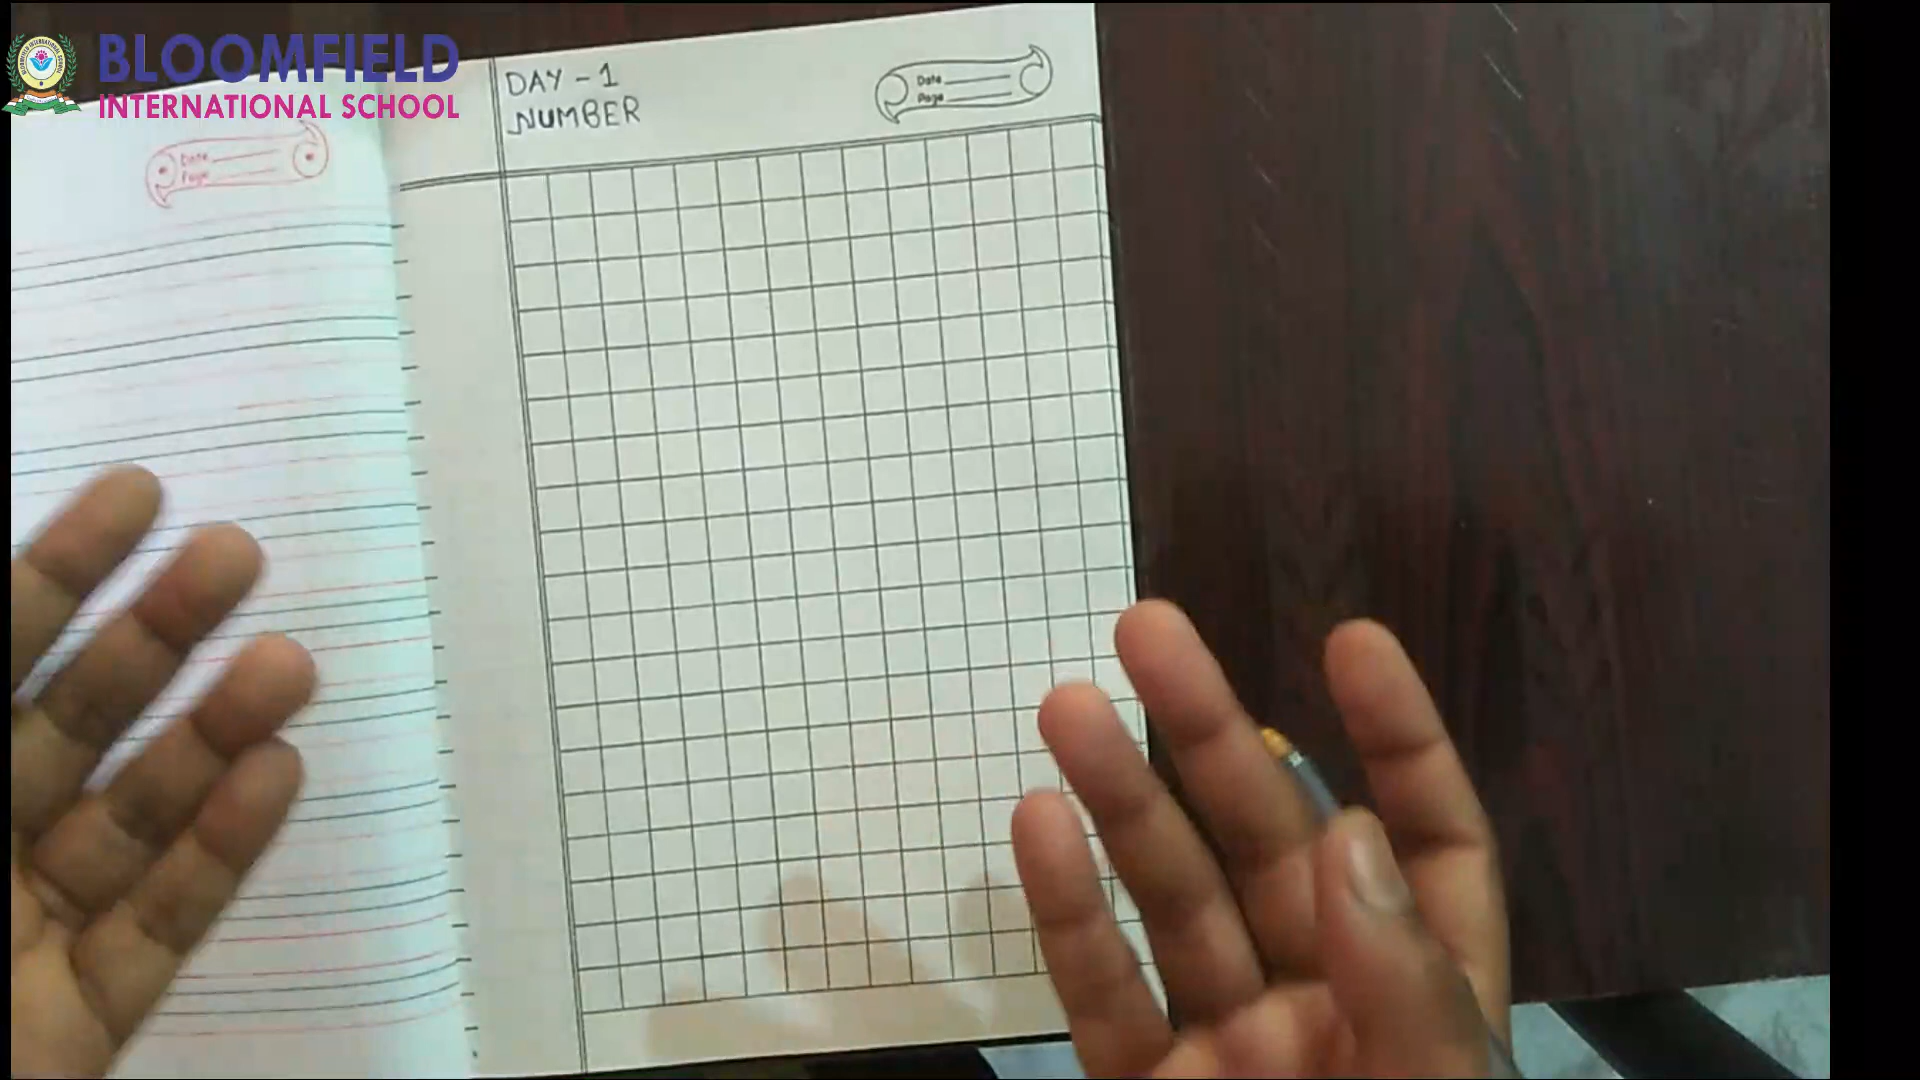 BLOOMFIELD
INTERNATIONAL SCHOOL
DAY - 1
NUMBER
Date
Page
Date
Page